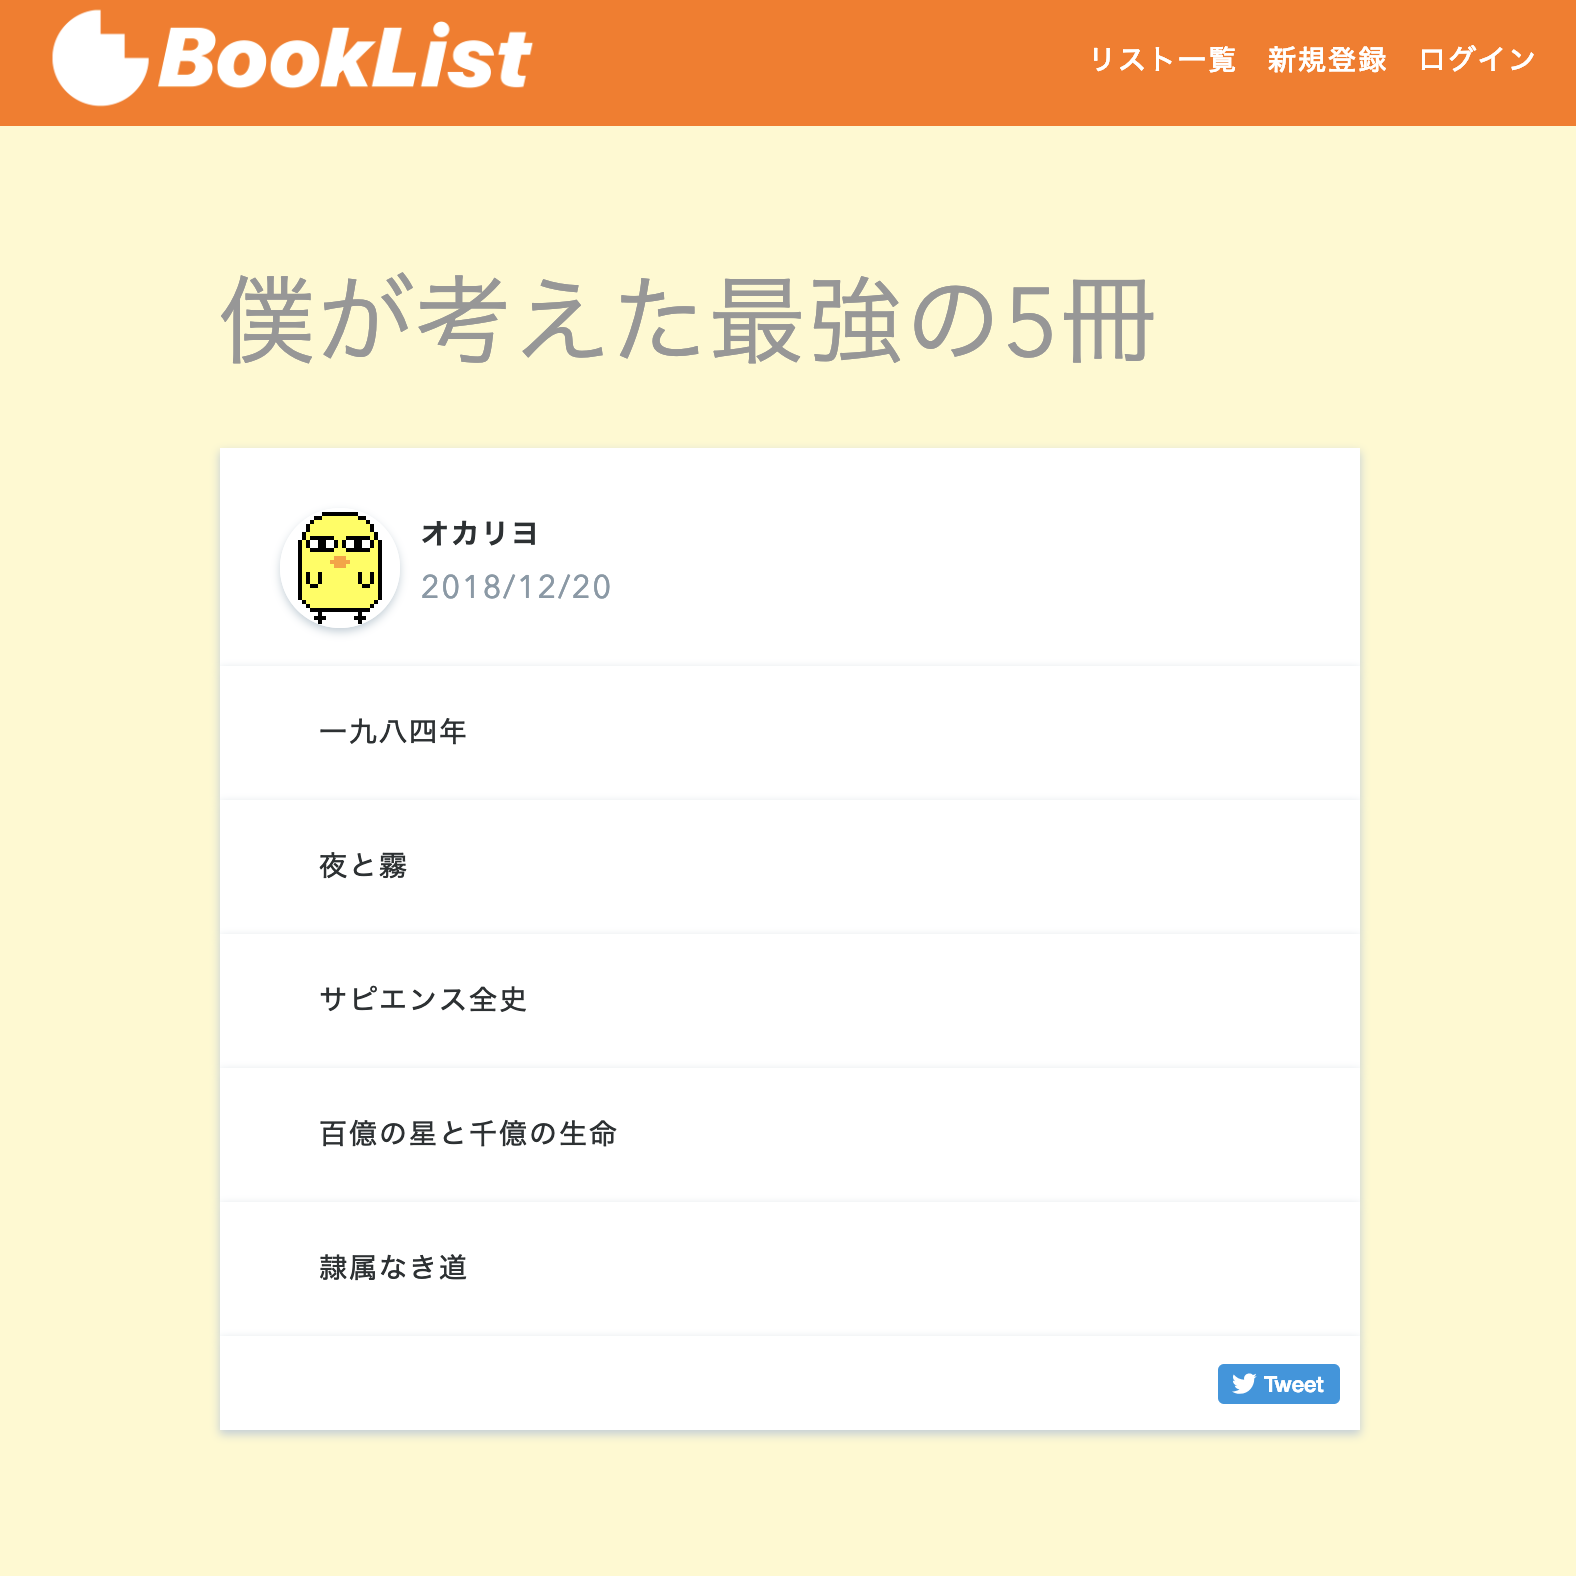 BookList
リスト一覧 新規登録 ログイン
僕が考えた最強の5冊
オカリヨ
2018/12/20
一九八四年
夜と霧
サピエンス全史
百億の星と千億の生命
隷属なき道
Tweet